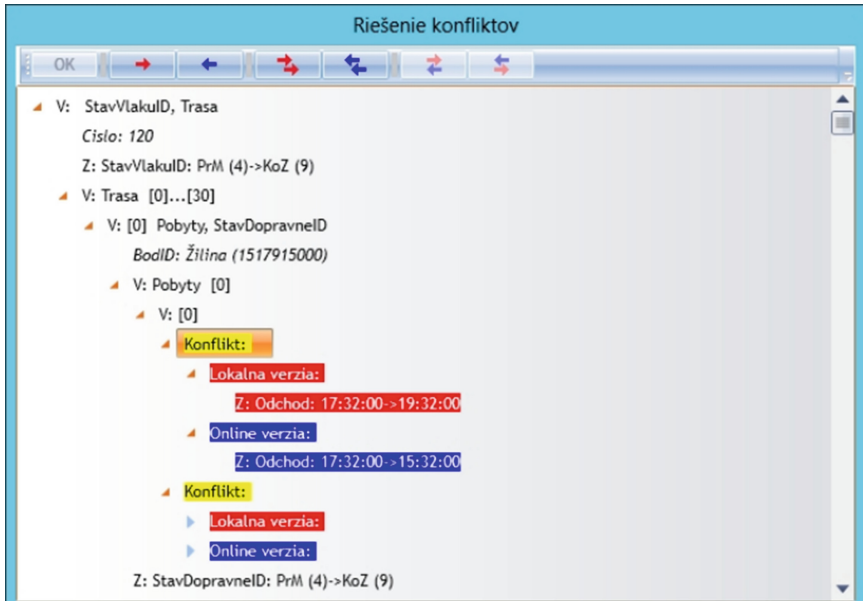 Riešenie konfliktov
OK
V: StavVlakuID, Trasa
Cislo: 120
Z: StavVlakuID: PrM (4)->KoZ (9)
V: Trasa [0]...[30]
V: [0] Pobyty, StavDopravneID
BodID: Žilina (1517915000)
V: Pobyty [0]
V: [0]
Konflikt:
Lokalna verzia:
Z: Odchod: 17:32:00->19:32:00
Online verzia:
Z: Odchod: 17:32:00->15:32:00
Konflikt:
Lokalna verzia:
Online verzia:
Z: StavDopravneID: PrM (4)->KoZ (9)